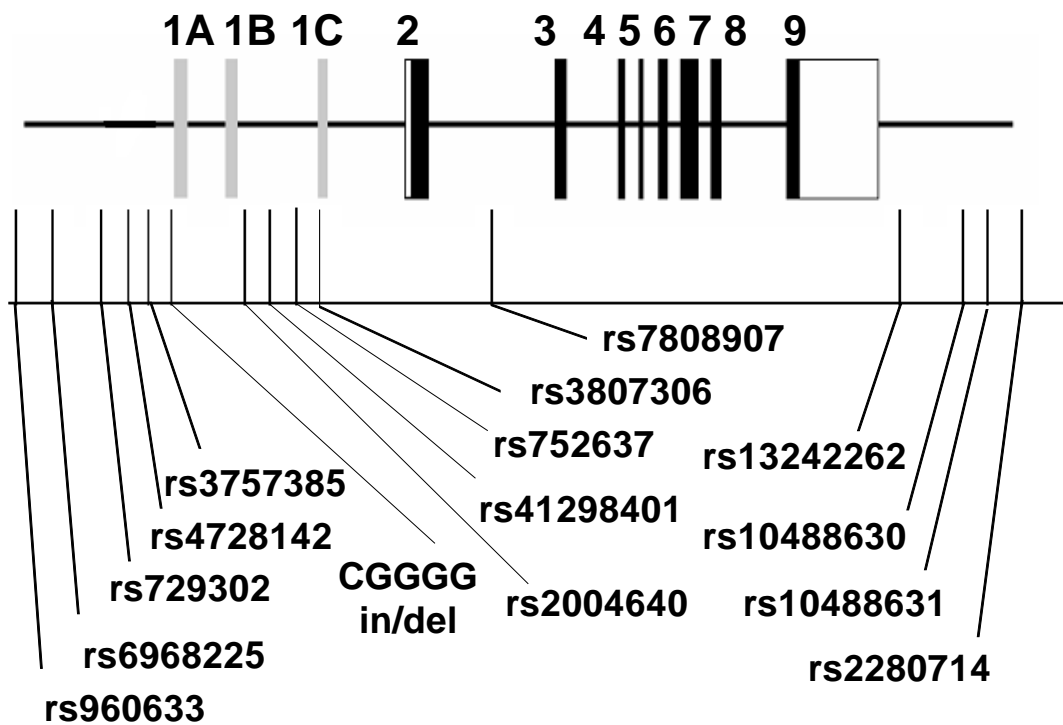 1A 1B 1C 2 3 4 5 6 7 8 9
rs7808907
rs3807306
rs752637
rs13242262
rs3757385
rs41298401
rs4728142
rs10488630
CGGGG
in/del
rs729302
rs2004640
rs10488631
rs6968225
rs2280714
rs960633